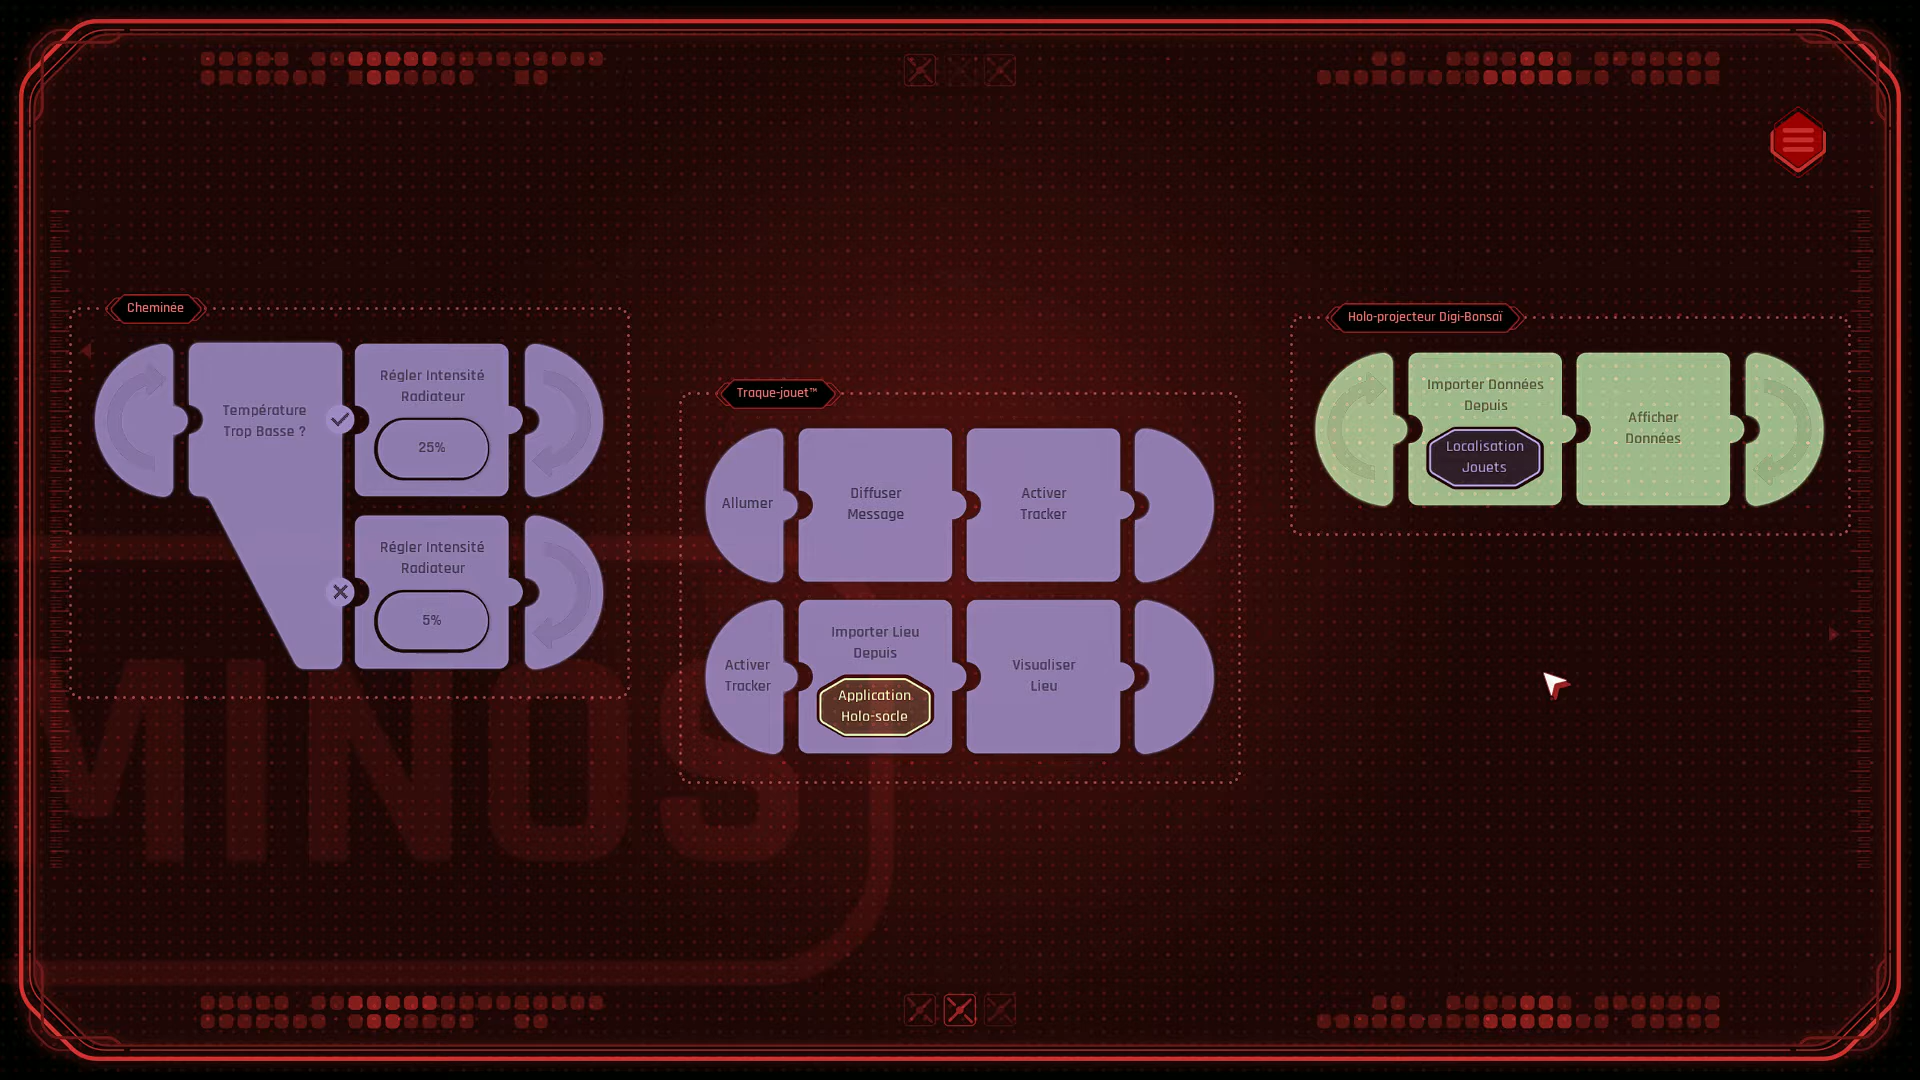 Cheminée
Température
Trop Basse ?
Régler Intensité
Radiateur
25%
Régler Intensité
Radiateur
5%
Traque-jouet™
Allumer
Diffuser
Message
Activer
Tracker
Activer
Tracker
Importer Lieu
Depuis
Application
Holo-socle
Visualiser
Lieu
Holo-projecteur Digi-Bonsaï
Importer Données
Depuis
Localisation
Jouets
Afficher
Données
MINOS